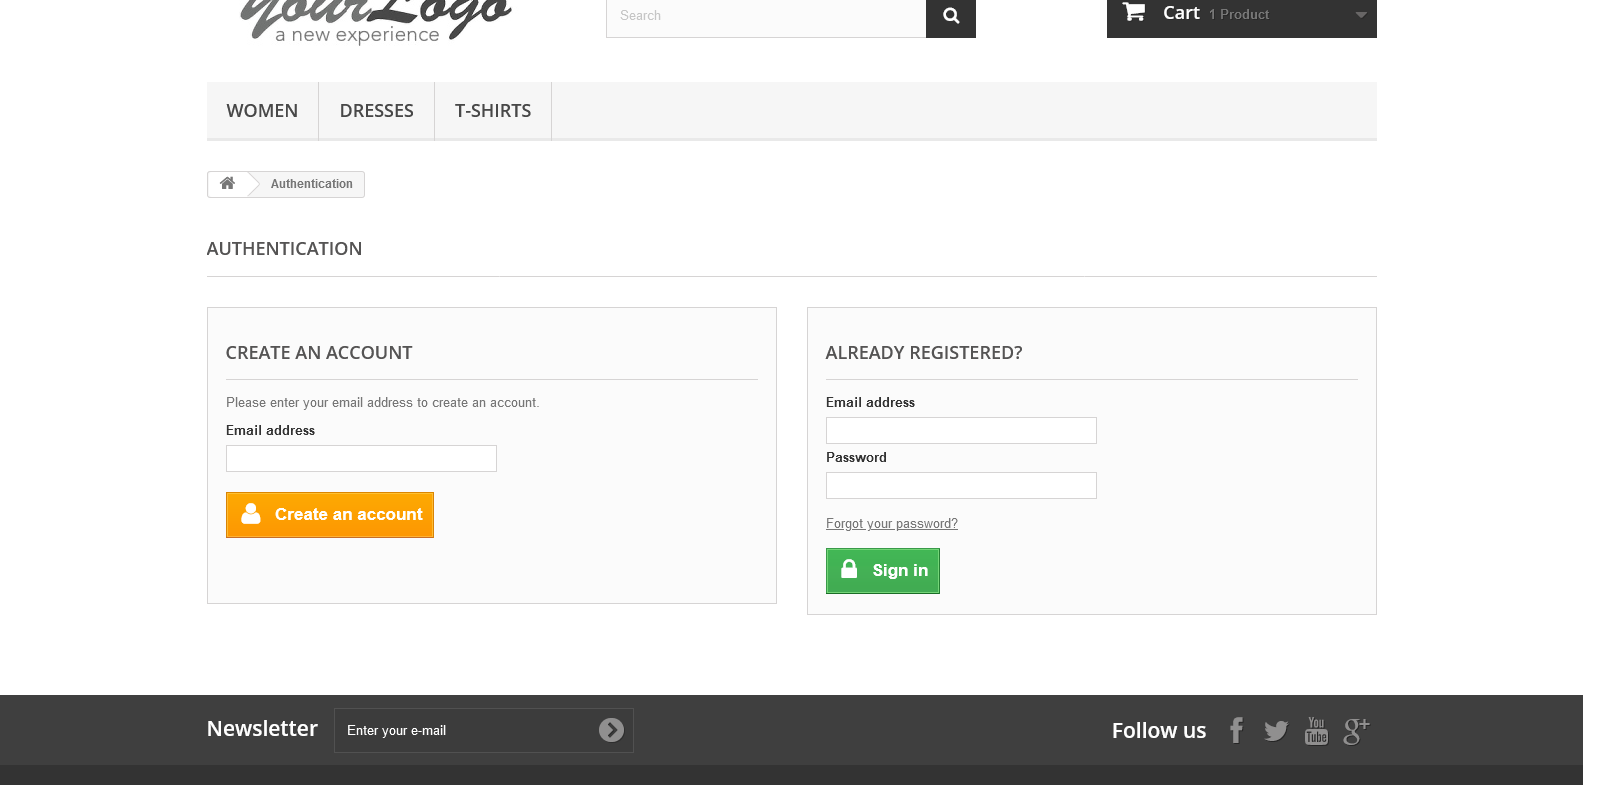 yourLogo
a new experience
Search
Cart 1 Product
WOMEN
DRESSES
T-SHIRTS
Authentication
AUTHENTICATION
CREATE AN ACCOUNT
Please enter your email address to create an account.
Email address
Create an account
ALREADY REGISTERED?
Email address
Password
Forgot your password?
Sign in
Newsletter
Enter your e-mail
Follow us
You
Tube
g+